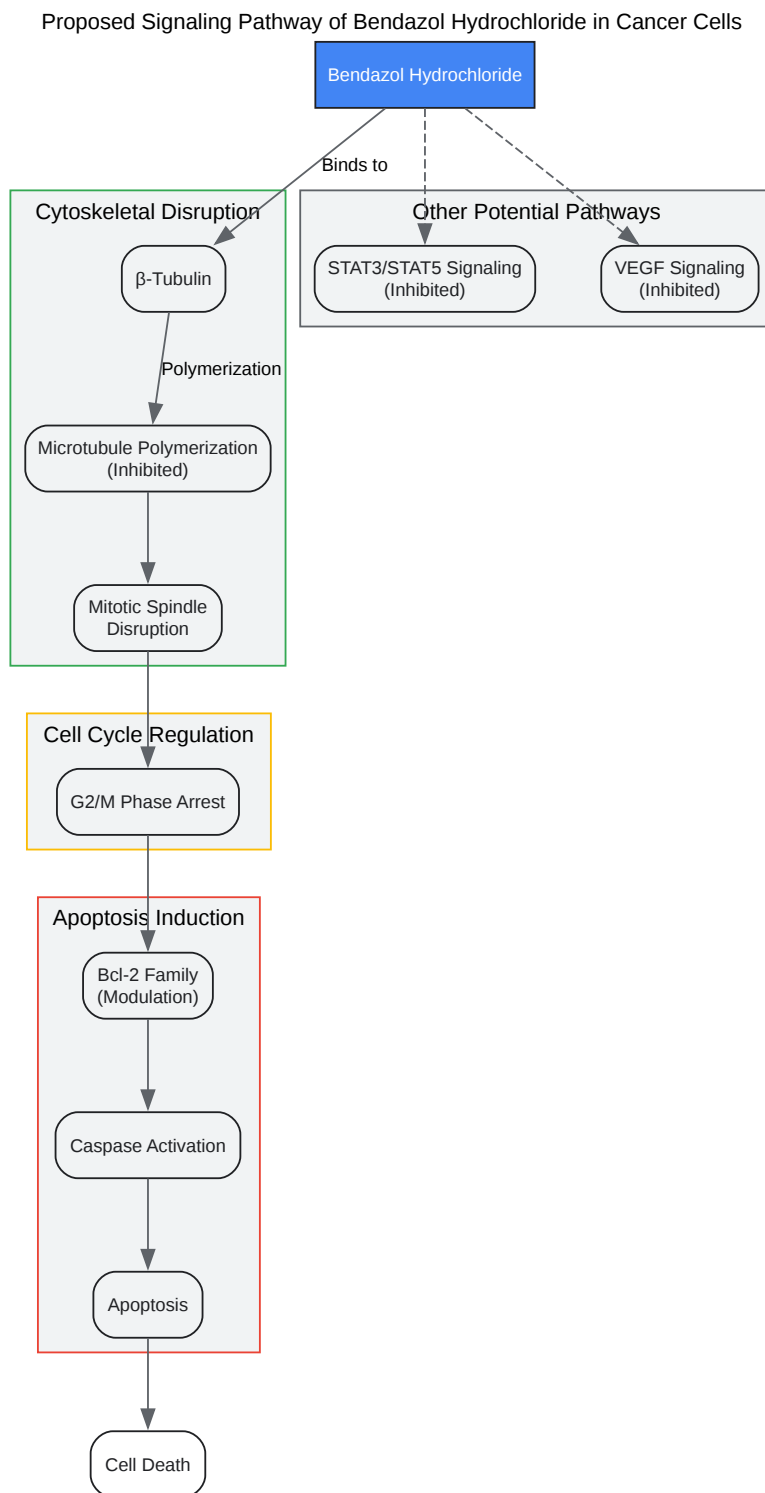 Proposed Signaling Pathway of Bendazol Hydrochloride in Cancer Cells
Bendazol Hydrochloride
Binds to
Cytoskeletal Disruption
Other Potential Pathways
β-Tubulin
STAT3/STAT5 Signaling
(Inhibited)
VEGF Signaling
(Inhibited)
Polymerization
Microtubule Polymerization
(Inhibited)
Mitotic Spindle
Disruption
Cell Cycle Regulation
G2/M Phase Arrest
Apoptosis Induction
Bcl-2 Family
(Modulation)
Caspase Activation
Apoptosis
Cell Death